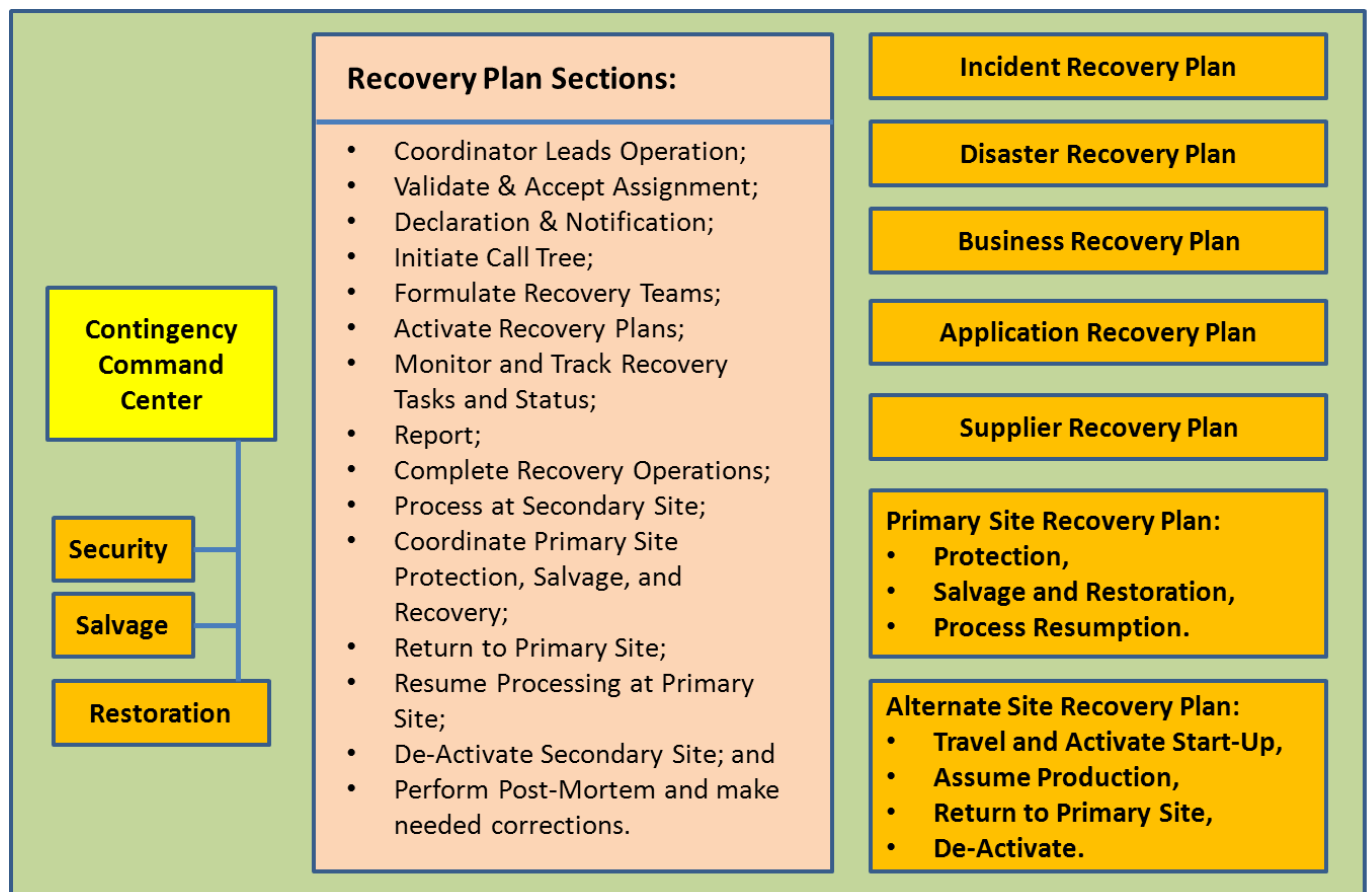 Contingency
Command
Center
Security
Salvage
Restoration
Recovery Plan Sections:
• Coordinator Leads Operation;
• Validate & Accept Assignment;
• Declaration & Notification;
• Initiate Call Tree;
• Formulate Recovery Teams;
• Activate Recovery Plans;
• Monitor and Track Recovery
Tasks and Status;
• Report;
• Complete Recovery Operations;
• Process at Secondary Site;
• Coordinate Primary Site
Protection, Salvage, and
Recovery;
• Return to Primary Site;
• Resume Processing at Primary
Site;
• De-Activate Secondary Site; and
• Perform Post-Mortem and make
needed corrections.
Incident Recovery Plan
Disaster Recovery Plan
Business Recovery Plan
Application Recovery Plan
Supplier Recovery Plan
Primary Site Recovery Plan:
• Protection,
• Salvage and Restoration,
• Process Resumption.
Alternate Site Recovery Plan:
• Travel and Activate Start-Up,
• Assume Production,
• Return to Primary Site,
• De-Activate.